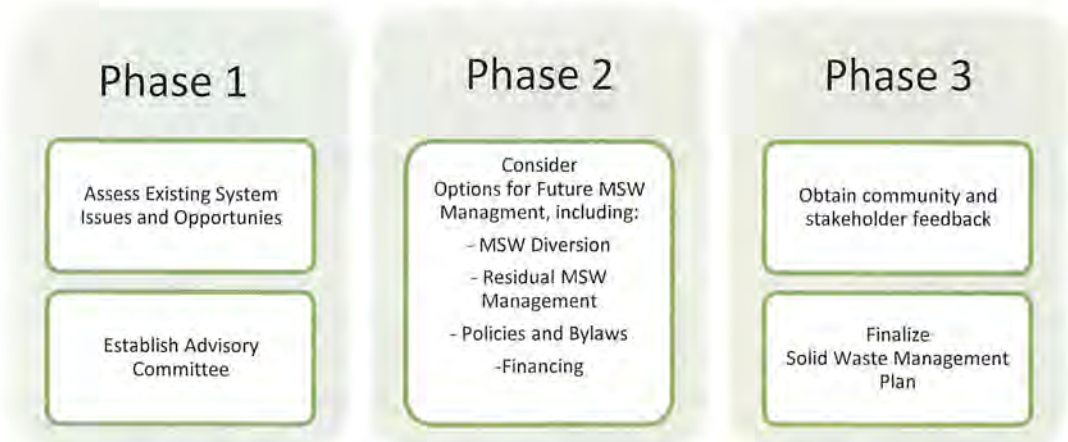 Phase 1
Assess Existing System
Issues and Opportunies
Establish Advisory
Committee
Phase 2
Consider
Options for Future MSW
Managment, including:
- MSW Diversion
- Residual MSW
Management
- Policies and Bylaws
-Financing
Phase 3
Obtain community and
stakeholder feedback
Finalize
Solid Waste Management
Plan